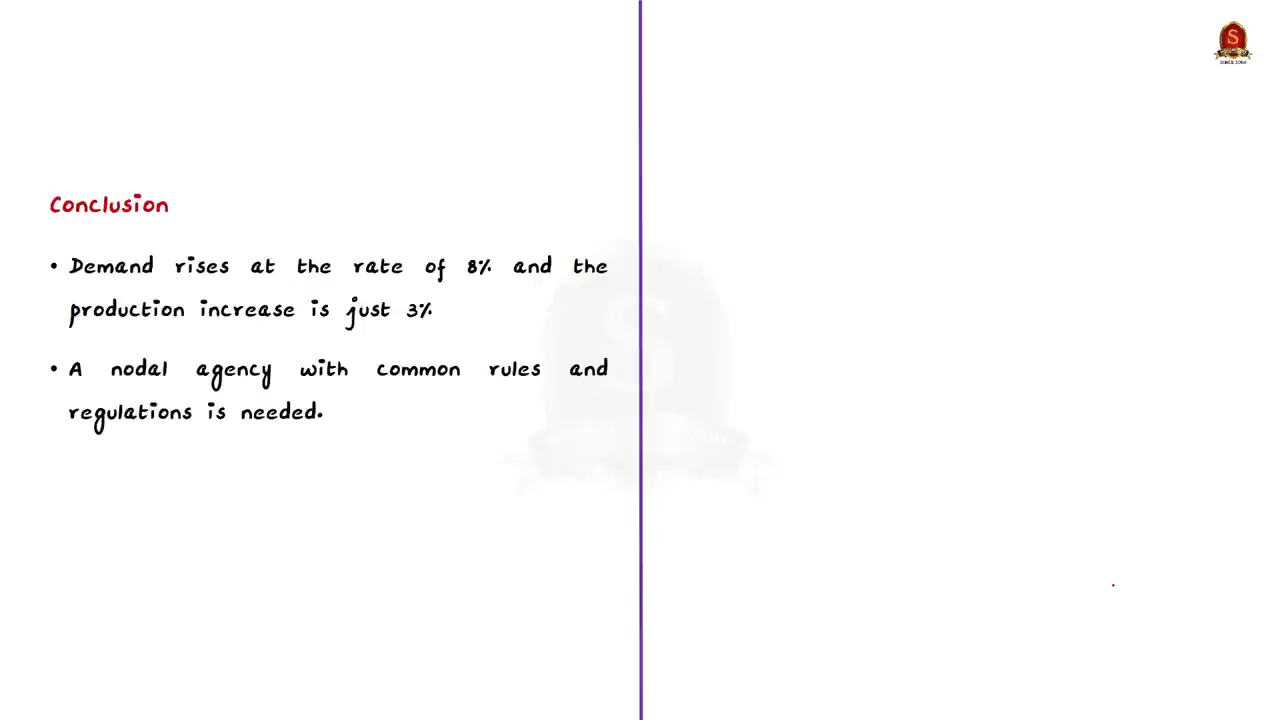 Conclusion
• Demand rises at the rate of 8% and the
production increase is just 3%
• A nodal agency with common rules and
regulations is needed.
S